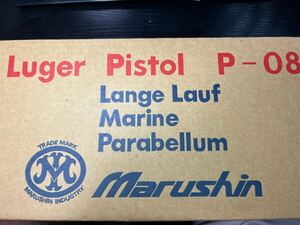 Luger Pistol P-08
Lange Lauf
Marine
Parabellum
TRADE MARK
M
MARUSHIN INDUSTRY
Marushin